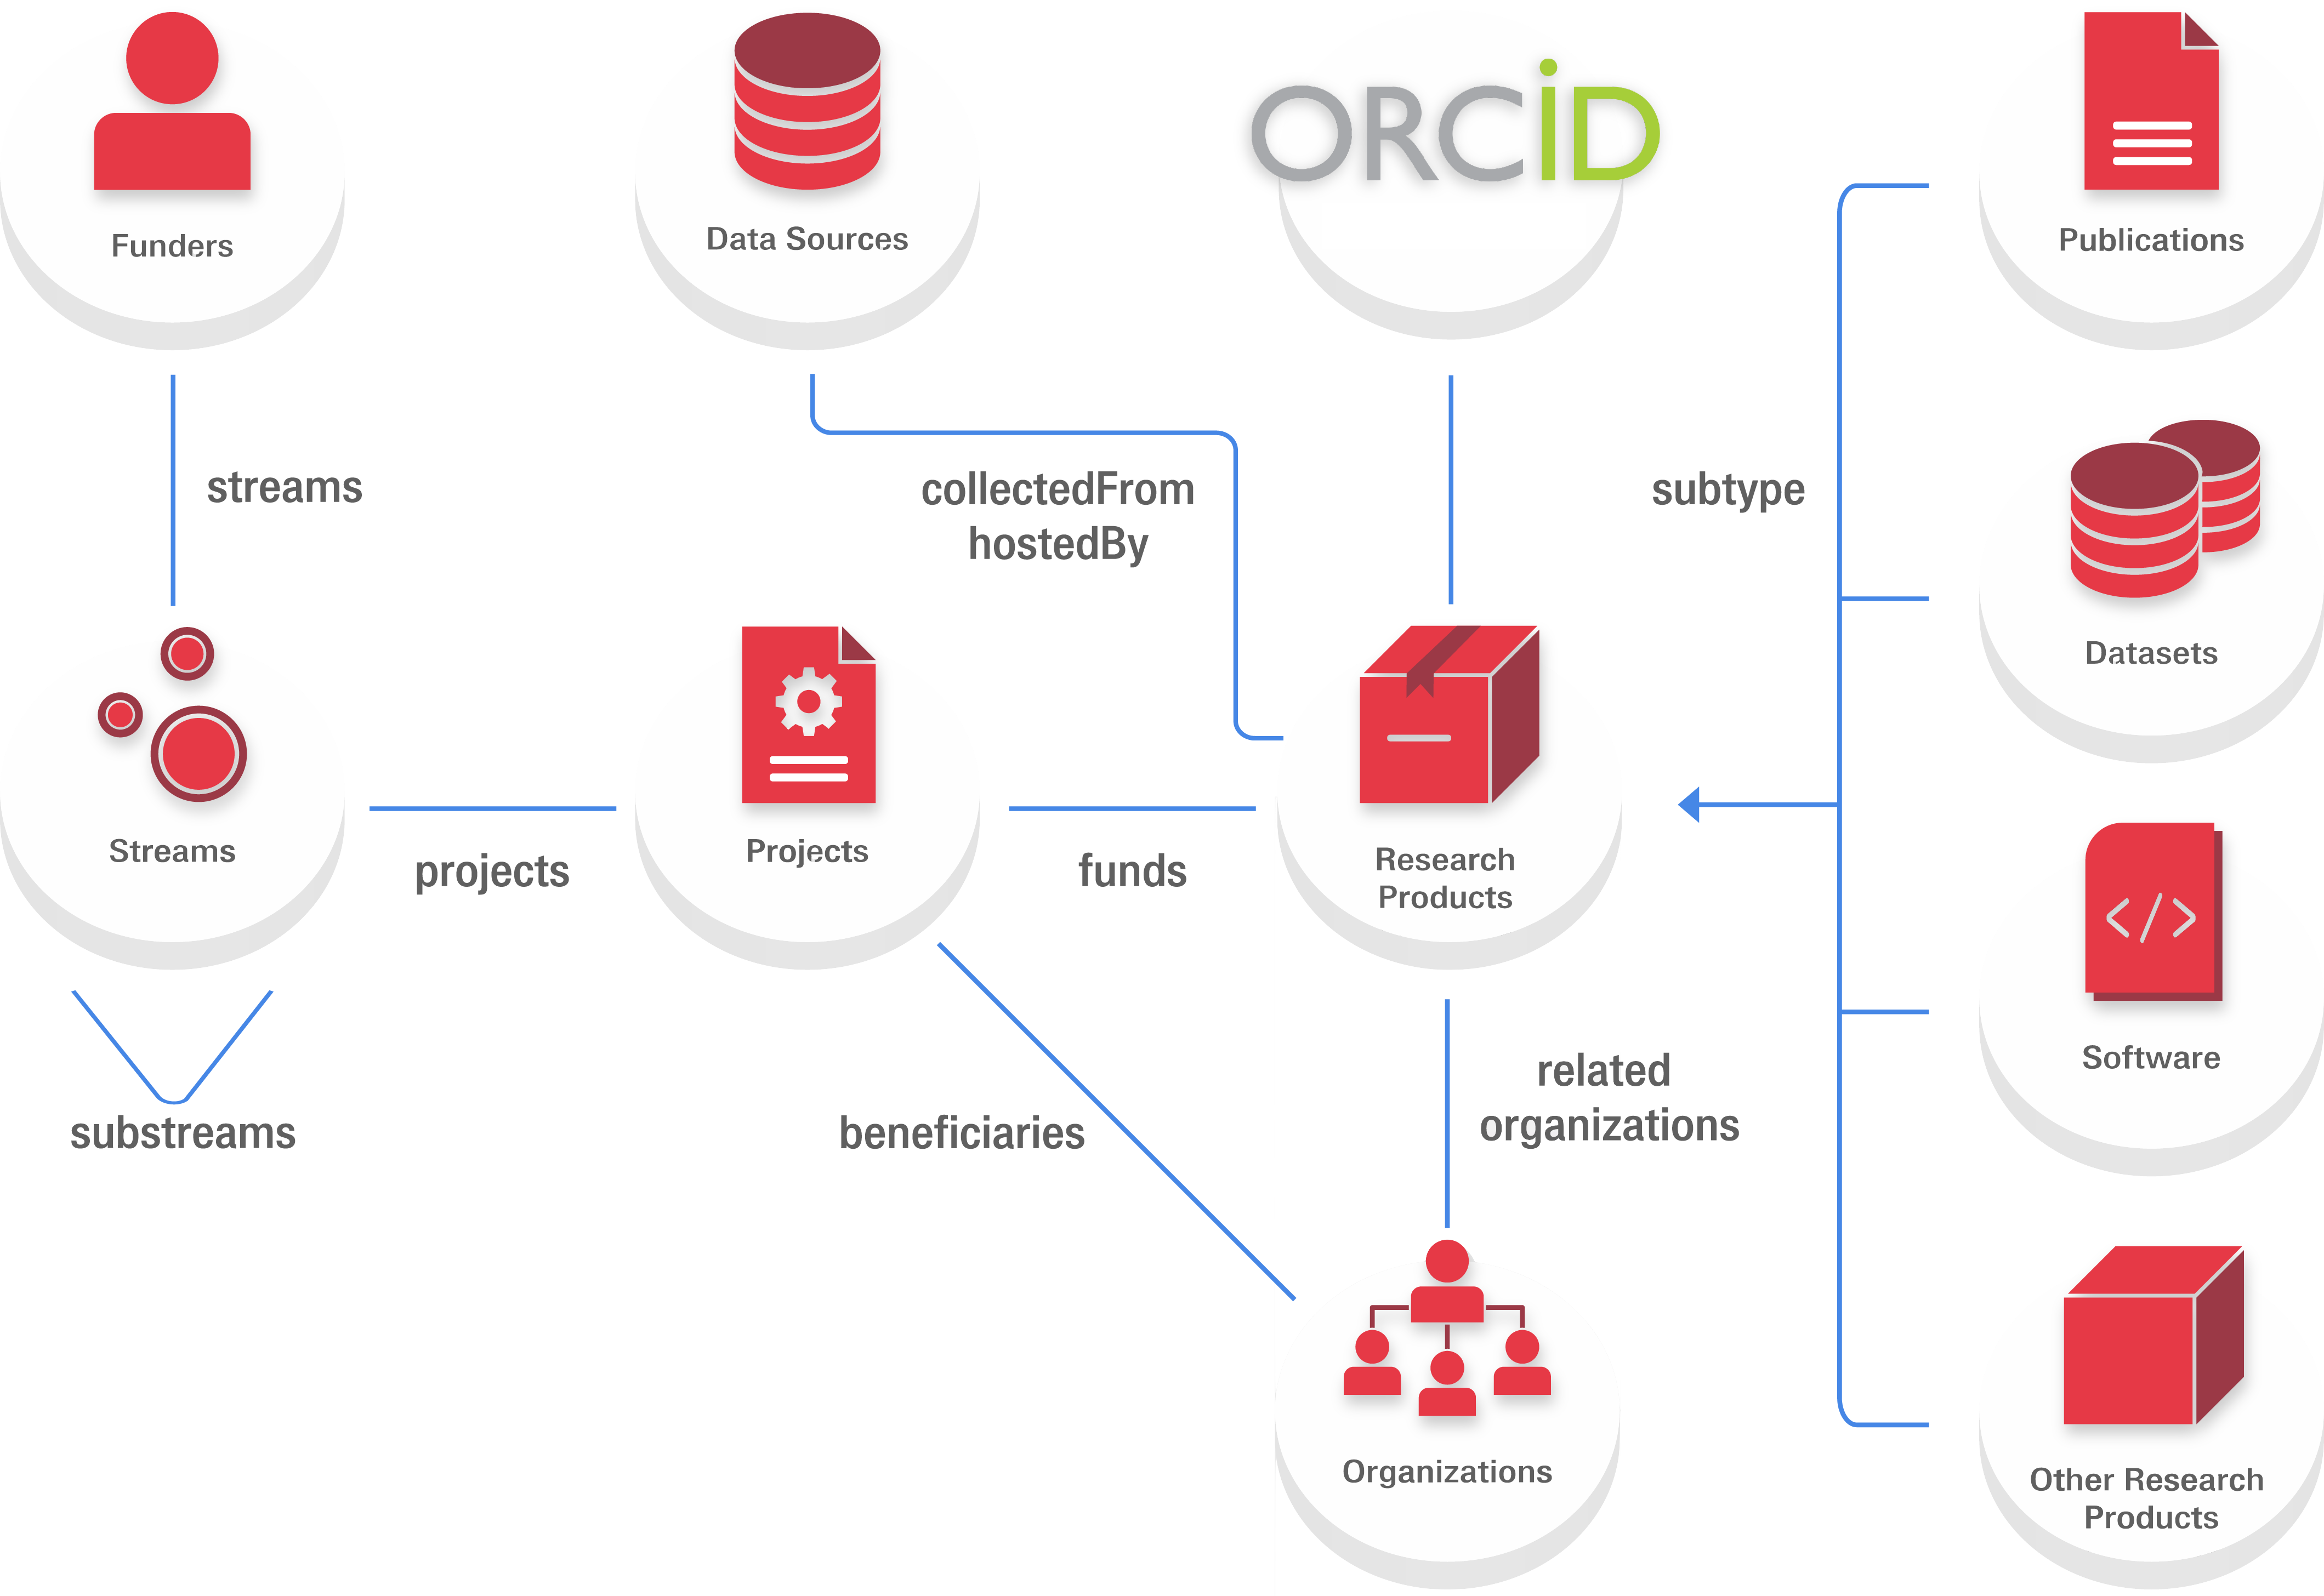 ORCID
Funders
Data Sources
Publications
streams
collectedFrom
hostedBy
subtype
Datasets
Streams
projects
Projects
funds
Research
Products
Software
substreams
beneficiaries
related
organizations
Organizations
Other Research
Products